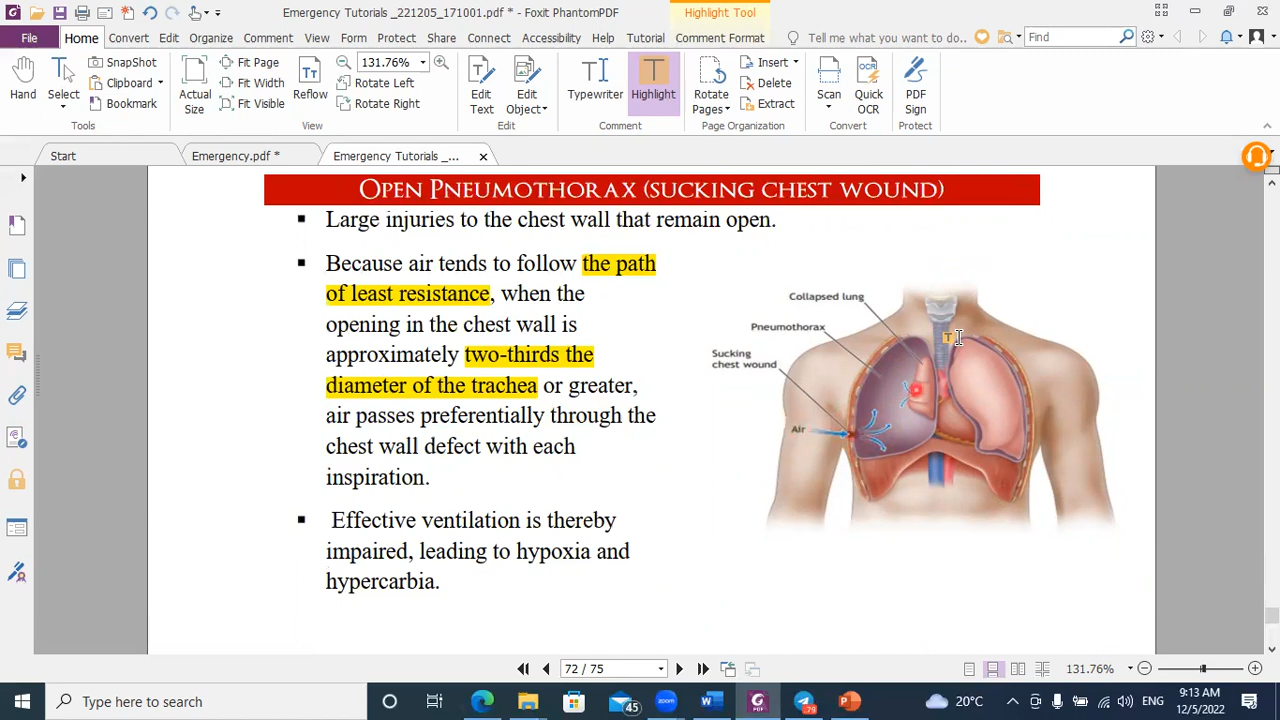 Emergency Tutorials _221205_171001.pdf * - Foxit PhantomPDF
Highlight Tool
File Home Convert Edit Organize Comment View Form Protect Share Connect Accessibility Help Tutorial Comment Format
Tell me what you want to do...
Find
Hand
Select
SnapShot
Clipboard
Bookmark
Tools
Actual Size
Fit Page
Fit Width
Fit Visible
Reflow
131.76%
Rotate Left
Rotate Right
View
Edit Text
Edit Object
Edit
Typewriter
Highlight
Comment
Rotate Pages
Insert
Delete
Extract
Page Organization
Scan
Quick OCR
Convert
PDF Sign
Protect
Start
Emergency.pdf *
Emergency Tutorials _...
OPEN PNEUMOTHORAX (SUCKING CHEST WOUND)
▪ Large injuries to the chest wall that remain open.
▪ Because air tends to follow the path
of least resistance, when the
opening in the chest wall is
approximately two-thirds the
diameter of the trachea or greater,
air passes preferentially through the
chest wall defect with each
inspiration.
▪ Effective ventilation is thereby
impaired, leading to hypoxia and
hypercarbia.
Collapsed lung
Pneumothorax
Sucking
chest wound
Air
T
72 / 75
131.76%
Type here to search
45
zoom
PDF
79
20°C
ENG
9:13 AM
12/5/2022